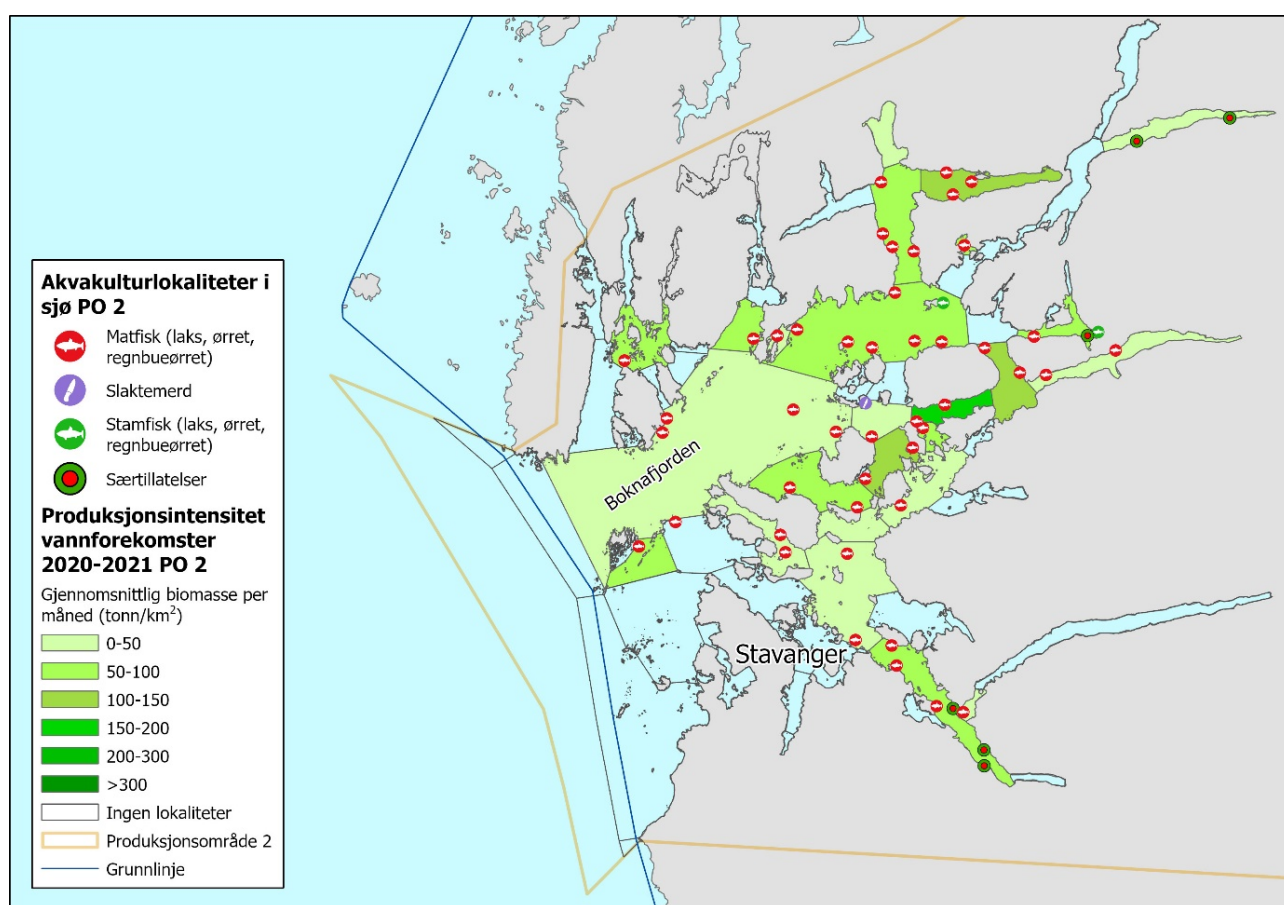 Akvakulturlokaliteter i
sjø PO 2
Matfisk (laks, ørret,
regnbueørret)
Slaktemerd
Stamfisk (laks, ørret,
regnbueørret)
Særtillatelser
Produksjonsintensitet
vannforekomster
2020-2021 PO 2
Gjennomsnittlig biomasse per
måned (tonn/km²)
0-50
50-100
100-150
150-200
200-300
>300
Ingen lokaliteter
Produksjonsområde 2
Grunnlinje
Boknafjorden
Stavanger